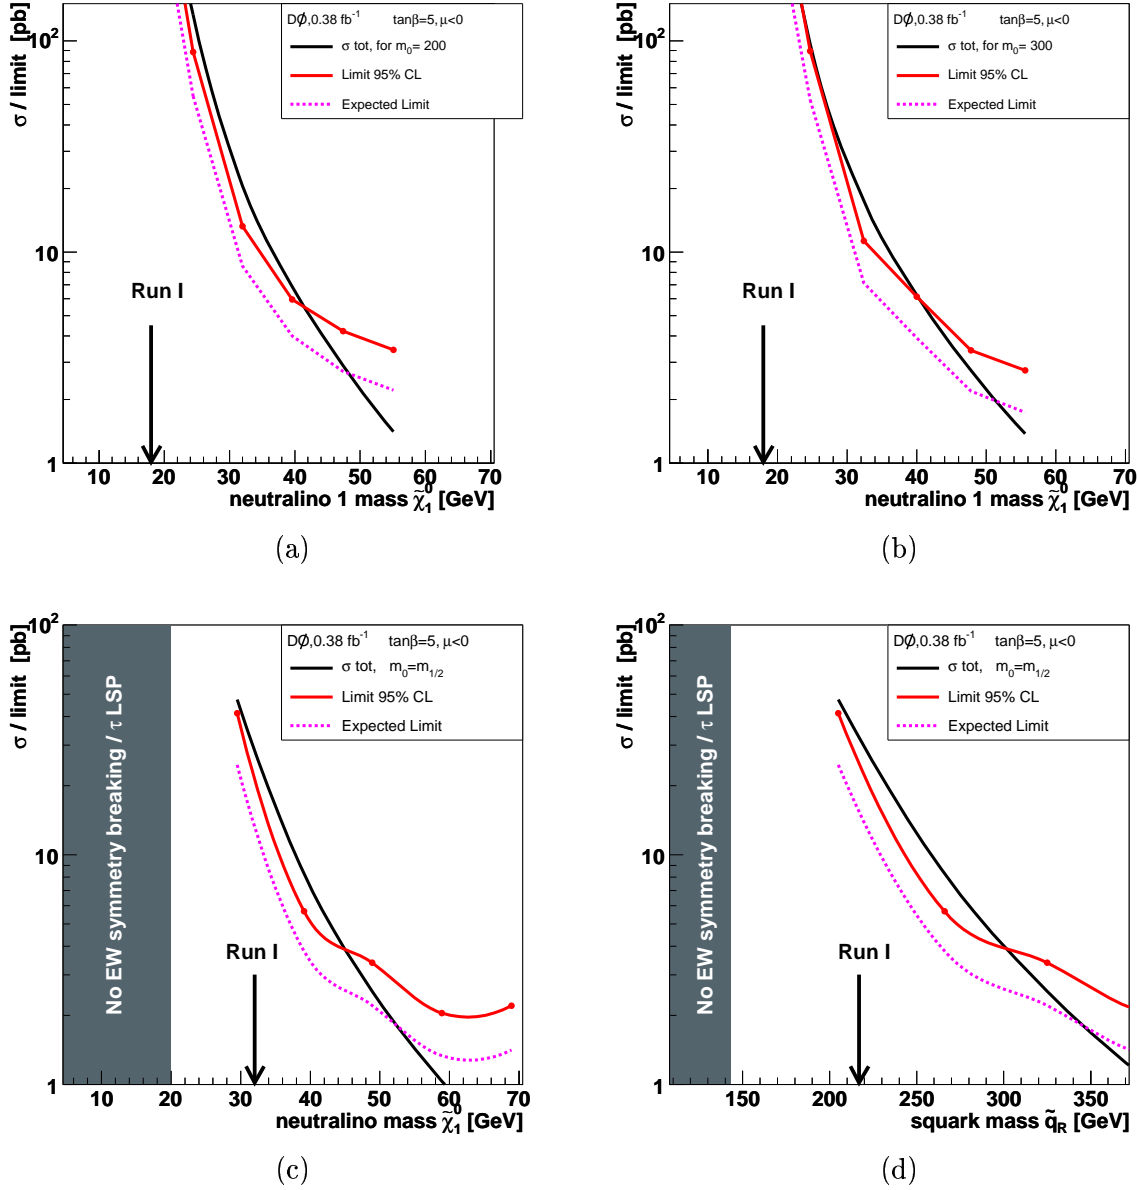 DØ,0.38 fb⁻¹ tanβ=5, μ<0
σ tot, for m₀= 200
Limit 95% CL
Expected Limit
σ / limit [pb]
10²
10
1
Run I
10 20 30 40 50 60 70
neutralino 1 mass χ̃₁⁰ [GeV]
(a)
DØ,0.38 fb⁻¹ tanβ=5, μ<0
σ tot, for m₀= 300
Limit 95% CL
Expected Limit
σ / limit [pb]
10²
10
1
Run I
10 20 30 40 50 60 70
neutralino 1 mass χ̃₁⁰ [GeV]
(b)
DØ,0.38 fb⁻¹ tanβ=5, μ<0
σ tot, m₀=m₁/₂
Limit 95% CL
Expected Limit
σ / limit [pb]
10²
10
1
No EW symmetry breaking / τ LSP
Run I
10 20 30 40 50 60 70
neutralino mass χ̃₁⁰ [GeV]
(c)
DØ,0.38 fb⁻¹ tanβ=5, μ<0
σ tot, m₀=m₁/₂
Limit 95% CL
Expected Limit
σ / limit [pb]
10²
10
1
No EW symmetry breaking / τ LSP
Run I
150 200 250 300 350
squark mass q̃_R [GeV]
(d)